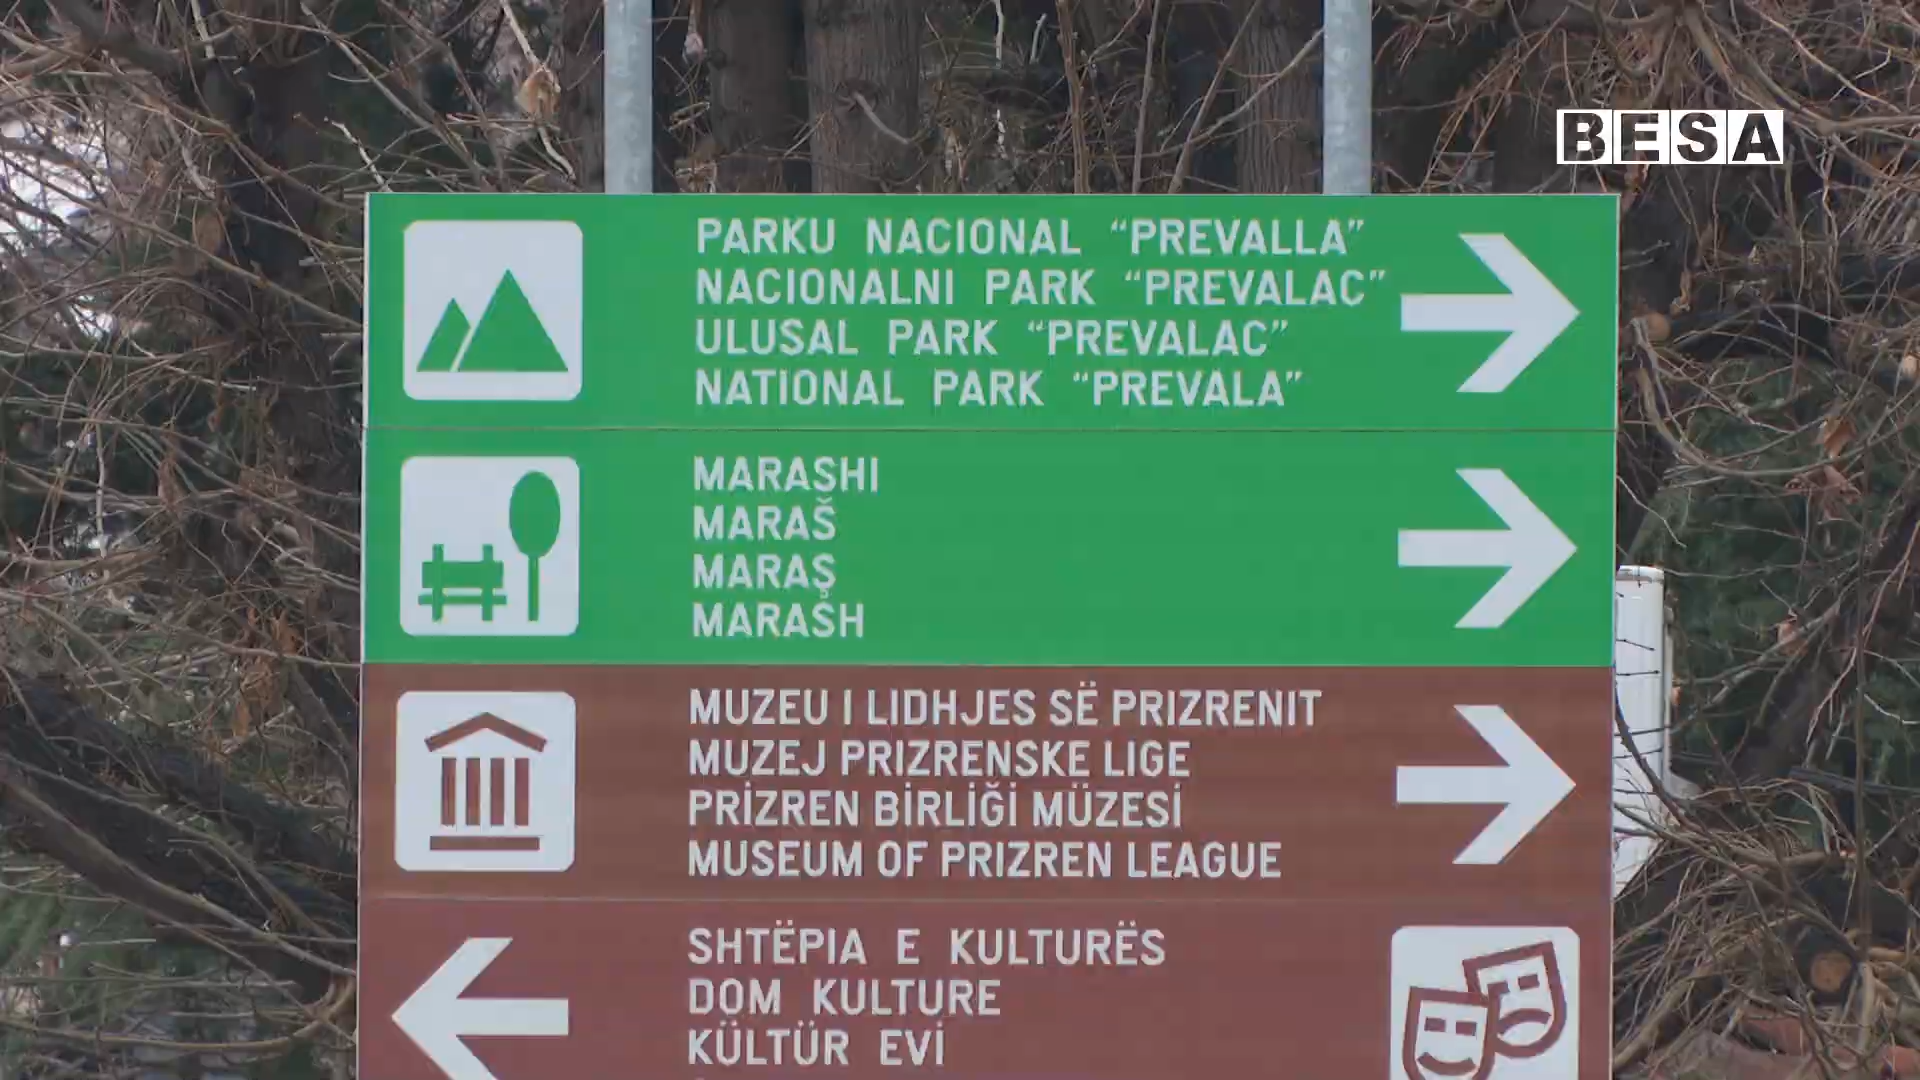 BESA
PARKU NACIONAL “PREVALLA”
NACIONALNI PARK “PREVALAC”
ULUSAL PARK “PREVALAC”
NATIONAL PARK “PREVALA”
MARASHI
MARAŠ
MARAŞ
MARASH
MUZEU I LIDHJES SË PRIZRENIT
MUZEJ PRIZRENSKE LIGE
PRİZREN BİRLİĞİ MÜZESİ
MUSEUM OF PRIZREN LEAGUE
SHTËPIA E KULTURËS
DOM KULTURE
KÜLTÜR EVİ